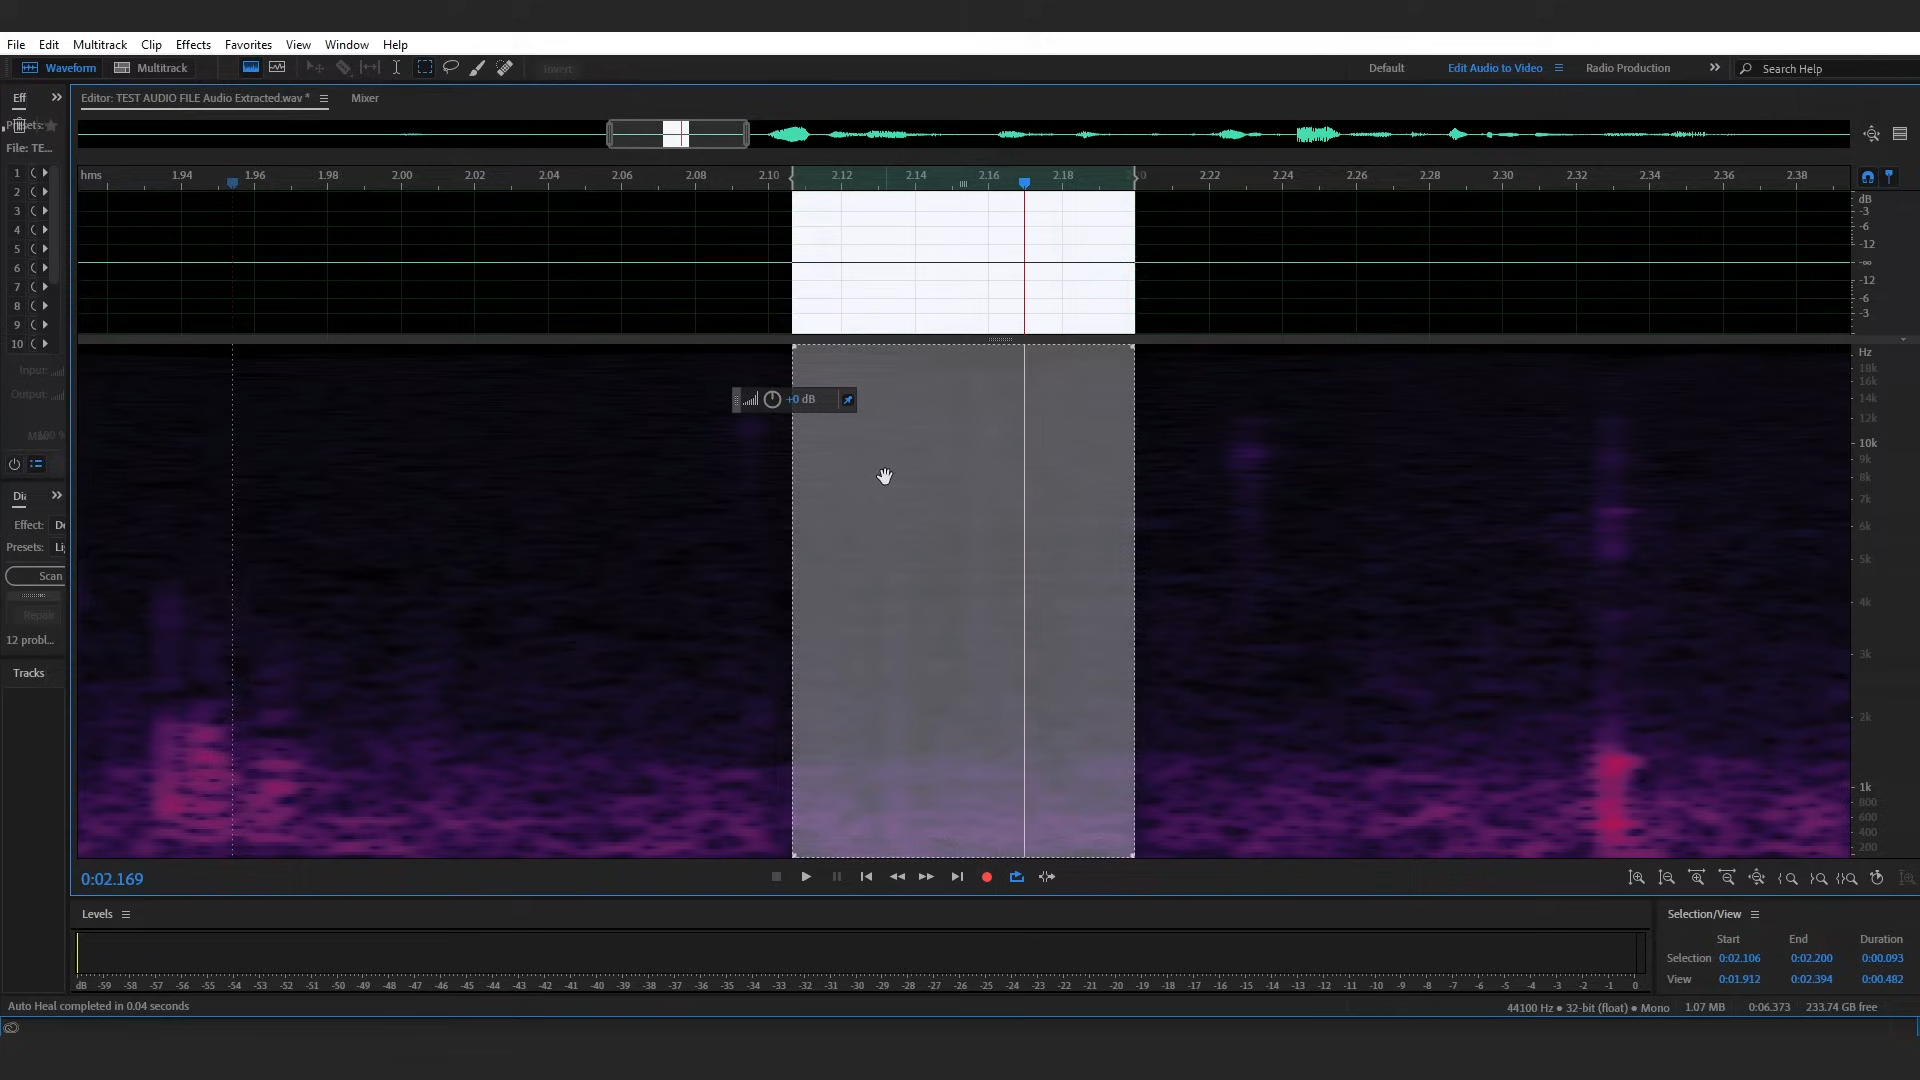 File Edit Multitrack Clip Effects Favorites View Window Help
Waveform Multitrack Invert Default Edit Audio to Video Radio Production Search Help
Eff Editor: TEST AUDIO FILE Audio Extracted.wav * Mixer
Presets:
File: TE...
hms 1.94 1.96 1.98 2.00 2.02 2.04 2.06 2.08 2.10 2.12 2.14 2.16 2.18 2.22 2.24 2.26 2.28 2.30 2.32 2.34 2.36 2.38
dB
-3
-6
-12
-∞
-12
-6
-3
1
2
3
4
5
6
7
8
9
10
Input:
Output:
Hz
18k
16k
14k
12k
10k
9k
8k
7k
6k
5k
4k
3k
2k
1k
800
600
400
200
+0 dB
Effect: De
Presets: Li
Scan
Repair
12 probl...
Tracks
0:02.169
Levels
dB -59 -58 -57 -56 -55 -54 -53 -52 -51 -50 -49 -48 -47 -46 -45 -44 -43 -42 -41 -40 -39 -38 -37 -36 -35 -34 -33 -32 -31 -30 -29 -28 -27 -26 -25 -24 -23 -22 -21 -20 -19 -18 -17 -16 -15 -14 -13 -12 -11 -10 -9 -8 -7 -6 -5 -4 -3 -2 -1 0
Selection/View
Start End Duration
Selection 0:02.106 0:02.200 0:00.093
View 0:01.912 0:02.394 0:00.482
Auto Heal completed in 0.04 seconds
44100 Hz ● 32-bit (float) ● Mono 1.07 MB 0:06.373 233.74 GB free